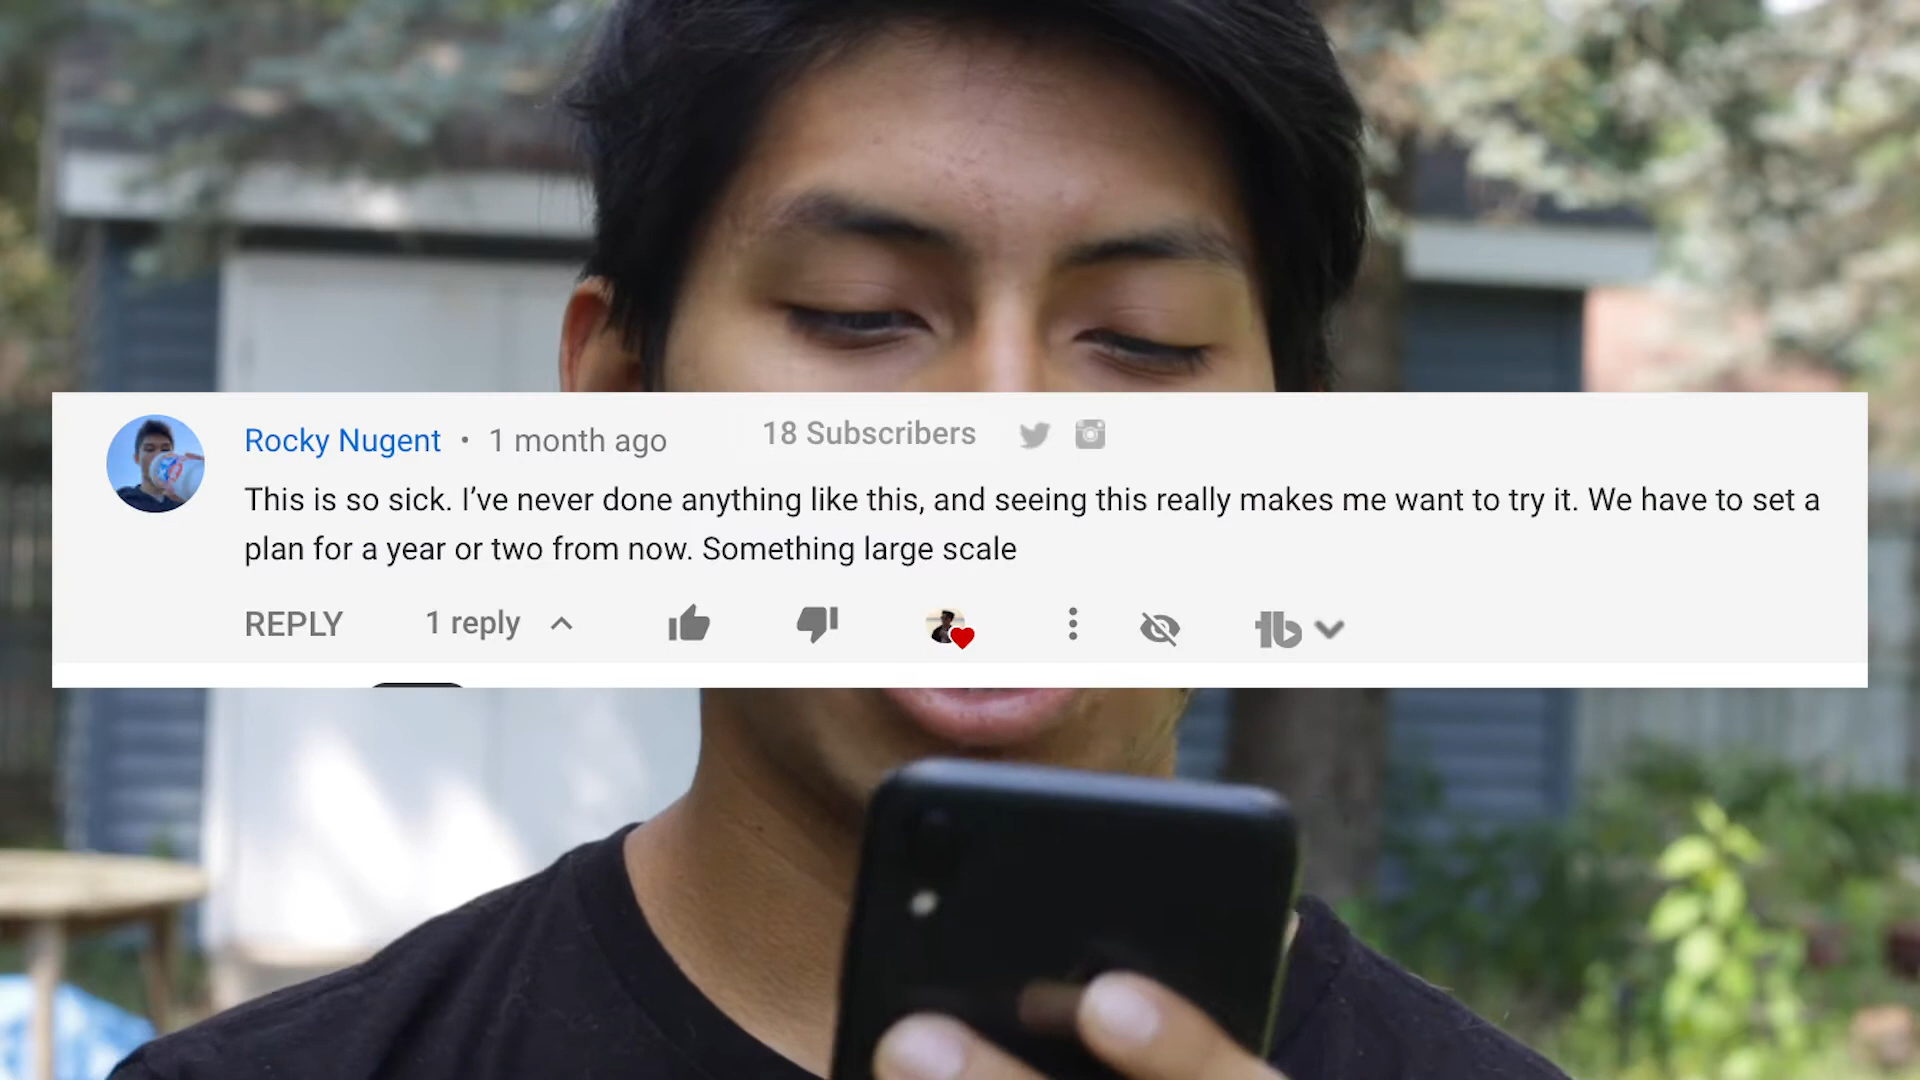 Rocky Nugent • 1 month ago 18 Subscribers
This is so sick. I’ve never done anything like this, and seeing this really makes me want to try it. We have to set a
plan for a year or two from now. Something large scale
REPLY 1 reply